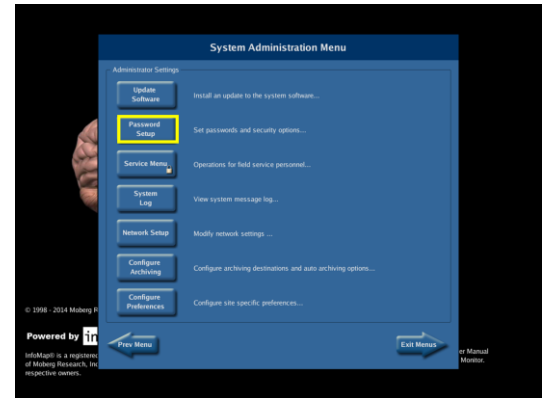 System Administration Menu
Administrator Settings
Update
Software
Install an update to the system software...
Password
Setup
Set passwords and security options...
Service Menu
Operations for field service personnel...
System
Log
View system message log...
Network Setup
Modify network settings ...
Configure
Archiving
Configure archiving destinations and auto archiving options...
Configure
Preferences
Configure site specific preferences...
© 1998 - 2014 Moberg R
Powered by in
Prev Menu
Exit Menus
InfoMap® is a registered
of Moberg Research, Inc
respective owners.
er Manual
Monitor.